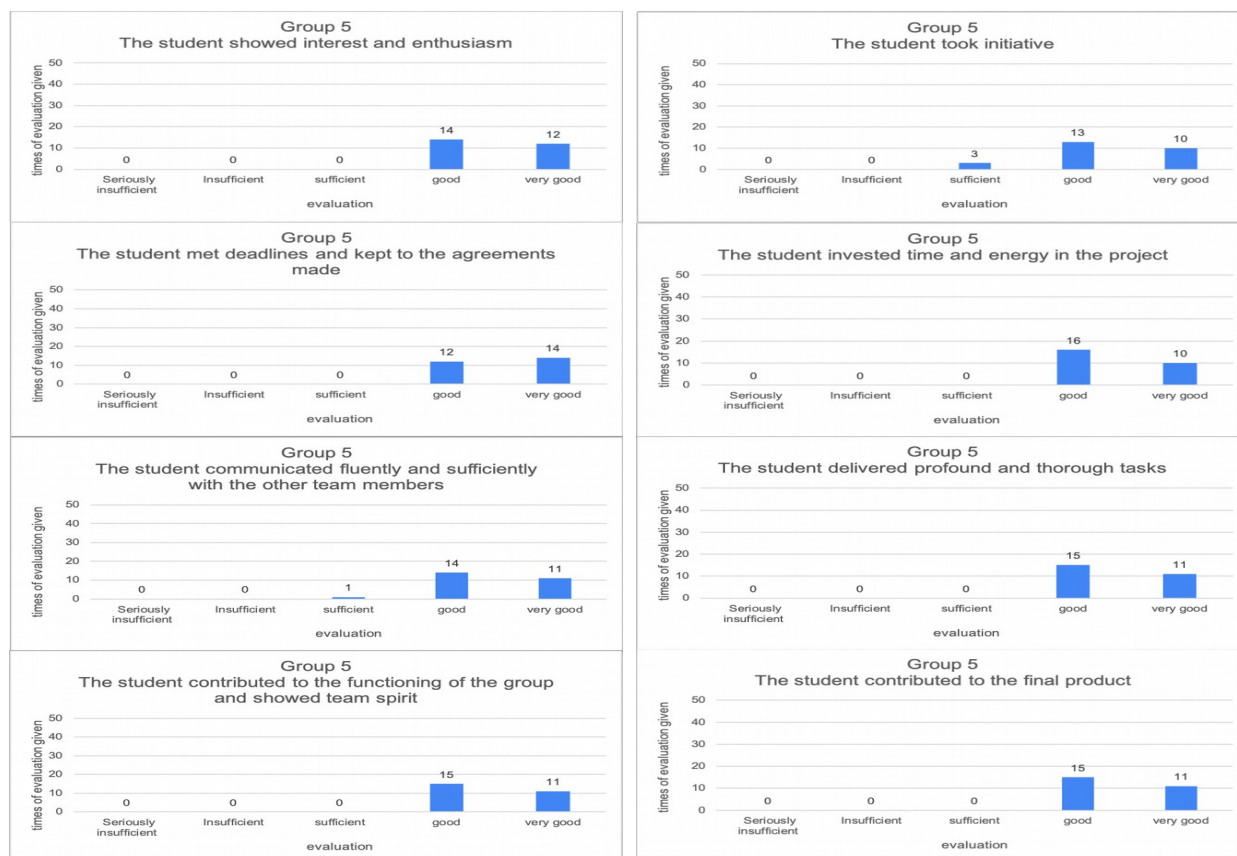 Group 5
The student showed interest and enthusiasm
times of evaluation given
50
40
30
20
10
0
0
0
0
14
12
Seriously insufficient
Insufficient
sufficient
good
very good
evaluation
Group 5
The student took initiative
times of evaluation given
50
40
30
20
10
0
0
0
3
13
10
Seriously
insufficient
Insufficient
sufficient
good
very good
evaluation
Group 5
The student met deadlines and kept to the agreements
made
times of evaluation given
50
40
30
20
10
0
0
0
0
12
14
Seriously
insufficient
Insufficient
sufficient
good
very good
evaluation
Group 5
The student invested time and energy in the project
times of evaluation given
50
40
30
20
10
0
0
0
0
16
10
Seriously
insufficient
Insufficient
sufficient
good
very good
evaluation
Group 5
The student communicated fluently and sufficiently
with the other team members
times of evaluation given
50
40
30
20
10
0
0
0
1
14
11
Seriously
insufficient
Insufficient
sufficient
good
very good
evaluation
Group 5
The student delivered profound and thorough tasks
times of evaluation given
50
40
30
20
10
0
0
0
0
15
11
Seriously
insufficient
Insufficient
sufficient
good
very good
evaluation
Group 5
The student contributed to the functioning of the group
and showed team spirit
times of evaluation given
50
40
30
20
10
0
0
0
0
15
11
Seriously
insufficient
Insufficient
sufficient
good
very good
evaluation
Group 5
The student contributed to the final product
times of evaluation given
50
40
30
20
10
0
0
0
0
15
11
Seriously
insufficient
Insufficient
sufficient
good
very good
evaluation